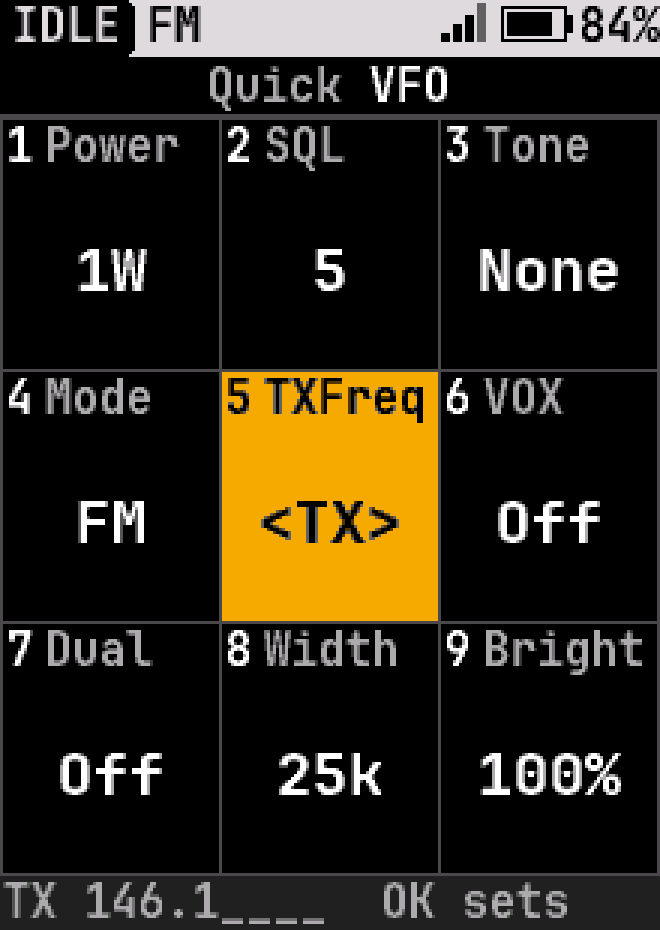 IDLE FM 84%
Quick VFO
1 Power 2 SQL 3 Tone
1W 5 None
4 Mode 5 TXFreq 6 VOX
FM <TX> Off
7 Dual 8 Width 9 Bright
Off 25k 100%
TX 146.1____ OK sets